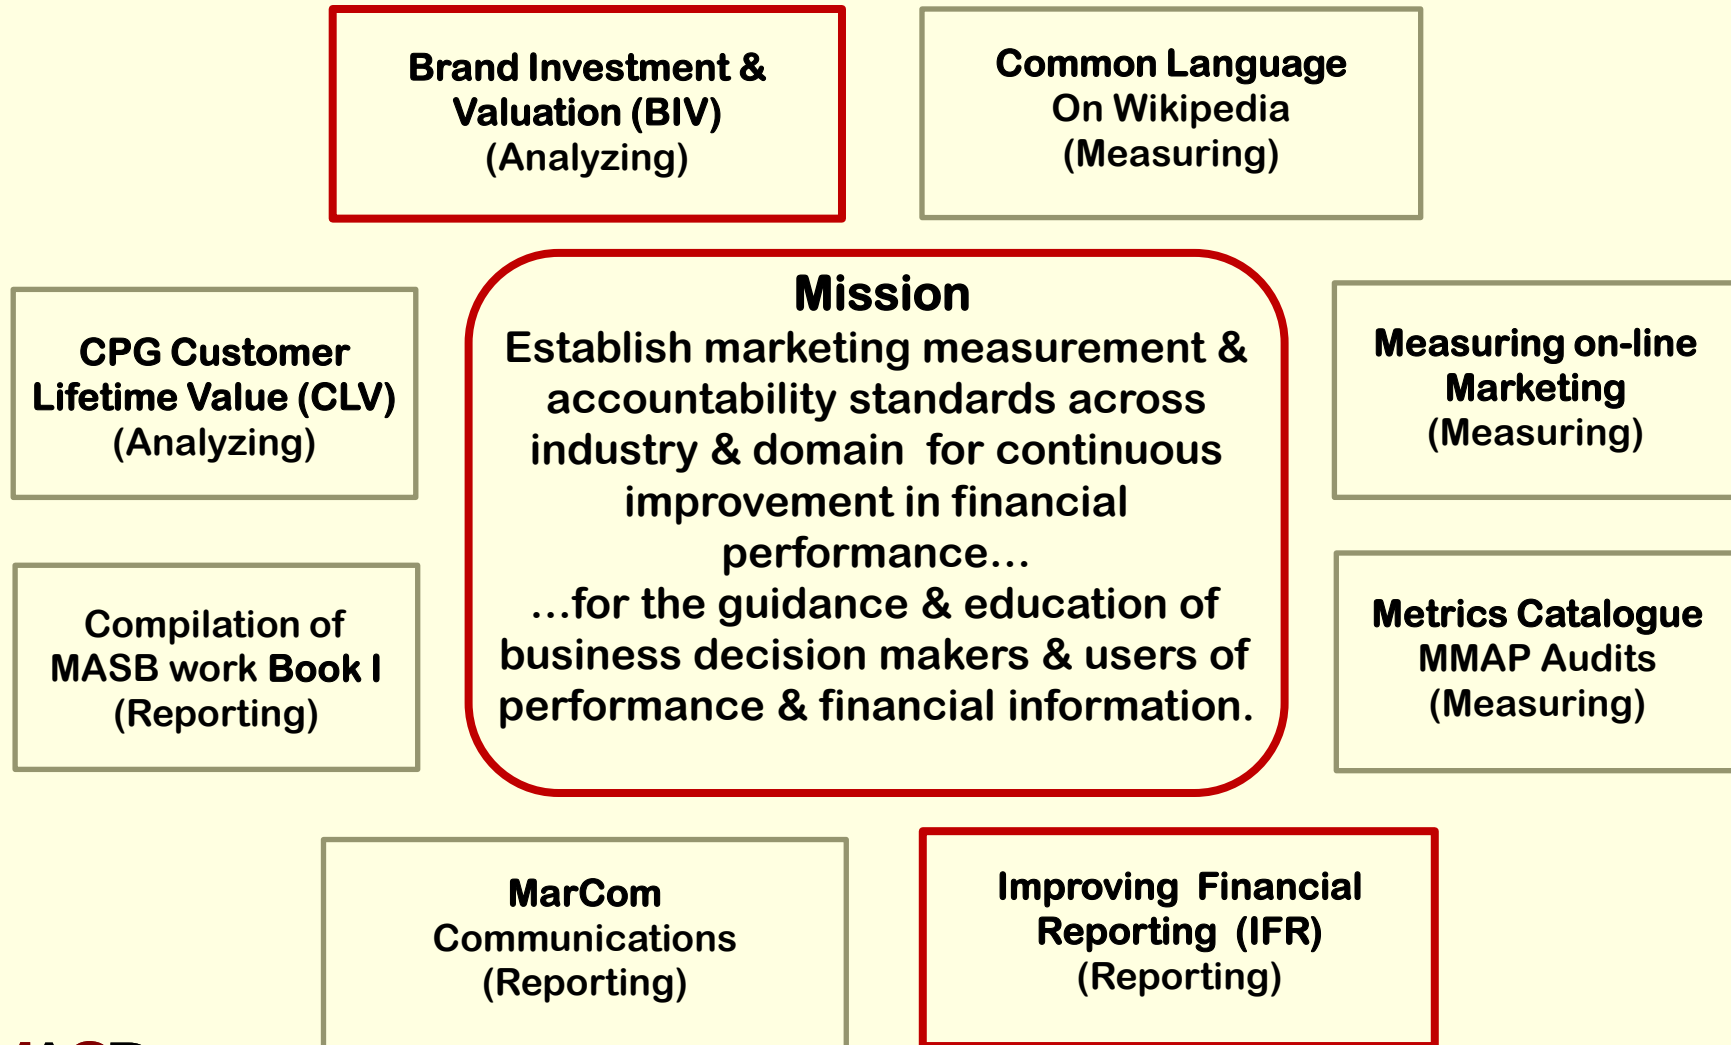 Brand Investment &
Valuation (BIV)
(Analyzing)
Common Language
On Wikipedia
(Measuring)
CPG Customer
Lifetime Value (CLV)
(Analyzing)
Mission
Establish marketing measurement &
accountability standards across
industry & domain  for continuous
improvement in financial
performance…
…for the guidance & education of
business decision makers & users of
performance & financial information.
Measuring on-line
Marketing
(Measuring)
Compilation of
MASB work Book I
(Reporting)
Metrics Catalogue
MMAP Audits
(Measuring)
MarCom
Communications
(Reporting)
Improving  Financial
Reporting  (IFR)
(Reporting)